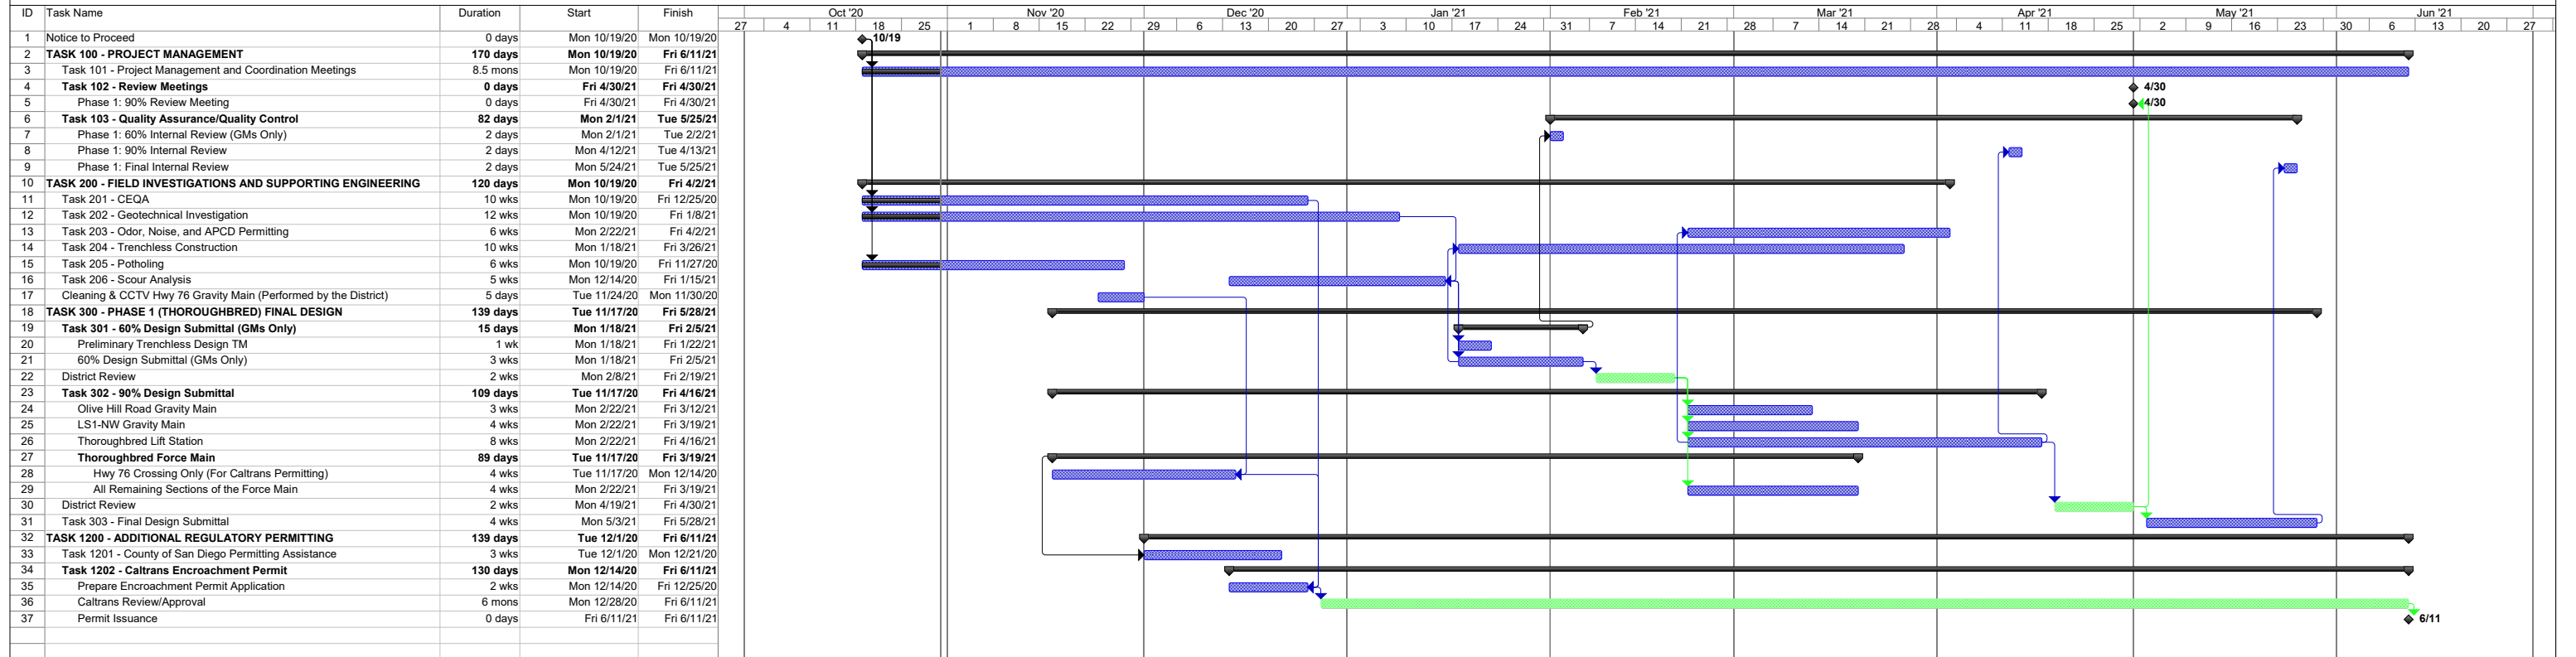 ID Task Name Duration Start Finish Oct '20 Nov '20 Dec '20 Jan '21 Feb '21 Mar '21 Apr '21 May '21 Jun '21
27 4 11 18 25 1 8 15 22 29 6 13 20 27 3 10 17 24 31 7 14 21 28 7 14 21 28 4 11 18 25 2 9 16 23 30 6 13 20 27
1 Notice to Proceed 0 days Mon 10/19/20 Mon 10/19/20 10/19
2 TASK 100 - PROJECT MANAGEMENT 170 days Mon 10/19/20 Fri 6/11/21
3 Task 101 - Project Management and Coordination Meetings 8.5 mons Mon 10/19/20 Fri 6/11/21
4 Task 102 - Review Meetings 0 days Fri 4/30/21 Fri 4/30/21 4/30
5 Phase 1: 90% Review Meeting 0 days Fri 4/30/21 Fri 4/30/21 4/30
6 Task 103 - Quality Assurance/Quality Control 82 days Mon 2/1/21 Tue 5/25/21
7 Phase 1: 60% Internal Review (GMs Only) 2 days Mon 2/1/21 Tue 2/2/21
8 Phase 1: 90% Internal Review 2 days Mon 4/12/21 Tue 4/13/21
9 Phase 1: Final Internal Review 2 days Mon 5/24/21 Tue 5/25/21
10 TASK 200 - FIELD INVESTIGATIONS AND SUPPORTING ENGINEERING 120 days Mon 10/19/20 Fri 4/2/21
11 Task 201 - CEQA 10 wks Mon 10/19/20 Fri 12/25/20
12 Task 202 - Geotechnical Investigation 12 wks Mon 10/19/20 Fri 1/8/21
13 Task 203 - Odor, Noise, and APCD Permitting 6 wks Mon 2/22/21 Fri 4/2/21
14 Task 204 - Trenchless Construction 10 wks Mon 1/18/21 Fri 3/26/21
15 Task 205 - Potholing 6 wks Mon 10/19/20 Fri 11/27/20
16 Task 206 - Scour Analysis 5 wks Mon 12/14/20 Fri 1/15/21
17 Cleaning & CCTV Hwy 76 Gravity Main (Performed by the District) 5 days Tue 11/24/20 Mon 11/30/20
18 TASK 300 - PHASE 1 (THOROUGHBRED) FINAL DESIGN 139 days Tue 11/17/20 Fri 5/28/21
19 Task 301 - 60% Design Submittal (GMs Only) 15 days Mon 1/18/21 Fri 2/5/21
20 Preliminary Trenchless Design TM 1 wk Mon 1/18/21 Fri 1/22/21
21 60% Design Submittal (GMs Only) 3 wks Mon 1/18/21 Fri 2/5/21
22 District Review 2 wks Mon 2/8/21 Fri 2/19/21
23 Task 302 - 90% Design Submittal 109 days Tue 11/17/20 Fri 4/16/21
24 Olive Hill Road Gravity Main 3 wks Mon 2/22/21 Fri 3/12/21
25 LS1-NW Gravity Main 4 wks Mon 2/22/21 Fri 3/19/21
26 Thoroughbred Lift Station 8 wks Mon 2/22/21 Fri 4/16/21
27 Thoroughbred Force Main 89 days Tue 11/17/20 Fri 3/19/21
28 Hwy 76 Crossing Only (For Caltrans Permitting) 4 wks Tue 11/17/20 Mon 12/14/20
29 All Remaining Sections of the Force Main 4 wks Mon 2/22/21 Fri 3/19/21
30 District Review 2 wks Mon 4/19/21 Fri 4/30/21
31 Task 303 - Final Design Submittal 4 wks Mon 5/3/21 Fri 5/28/21
32 TASK 1200 - ADDITIONAL REGULATORY PERMITTING 139 days Tue 12/1/20 Fri 6/11/21
33 Task 1201 - County of San Diego Permitting Assistance 3 wks Tue 12/1/20 Mon 12/21/20
34 Task 1202 - Caltrans Encroachment Permit 130 days Mon 12/14/20 Fri 6/11/21
35 Prepare Encroachment Permit Application 2 wks Mon 12/14/20 Fri 12/25/20
36 Caltrans Review/Approval 6 mons Mon 12/28/20 Fri 6/11/21
37 Permit Issuance 0 days Fri 6/11/21 Fri 6/11/21 6/11